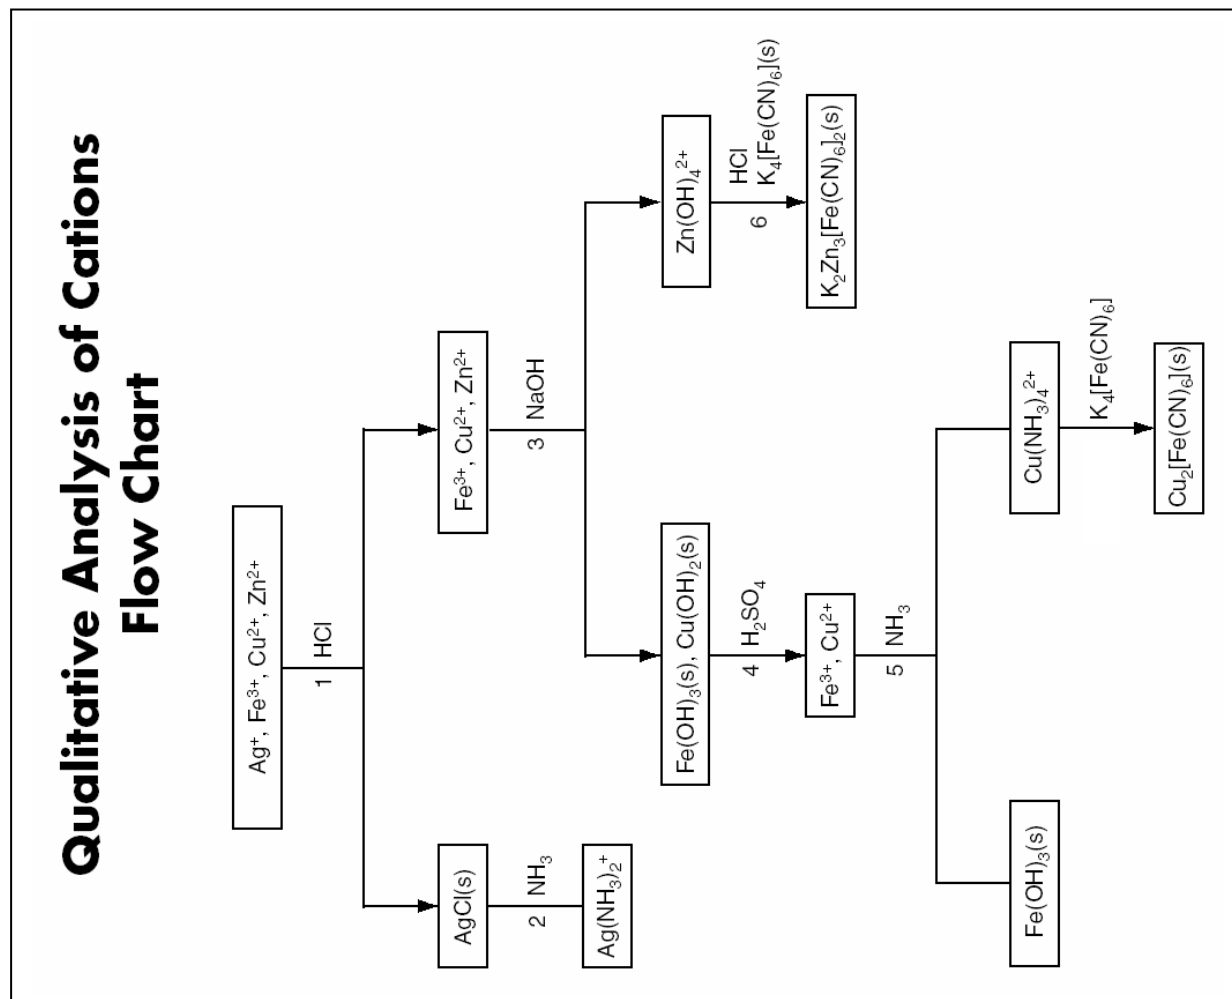 Qualitative Analysis of Cations
Flow Chart
Ag⁺, Fe³⁺, Cu²⁺, Zn²⁺
1 HCl
AgCl(s)
Fe³⁺, Cu²⁺, Zn²⁺
2 NH₃
3 NaOH
Ag(NH₃)₂⁺
Fe(OH)₃(s), Cu(OH)₂(s)
Zn(OH)₄²⁺
4 H₂SO₄
6 HCl
K₄[Fe(CN)₆](s)
Fe³⁺, Cu²⁺
K₂Zn₃[Fe(CN)₆]₂(s)
5 NH₃
Fe(OH)₃(s)
Cu(NH₃)₄²⁺
K₄[Fe(CN)₆]
Cu₂[Fe(CN)₆](s)